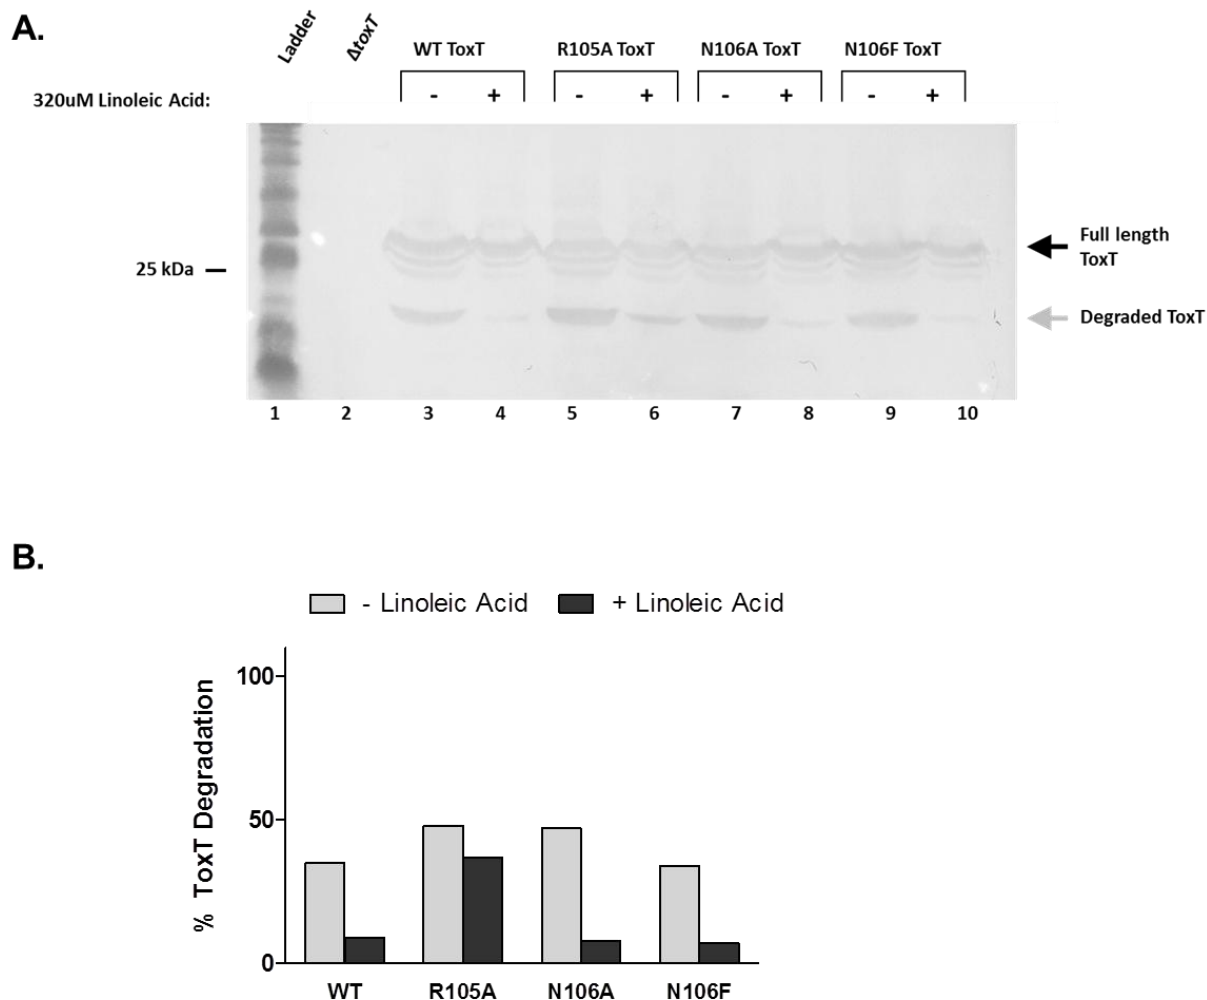 A.
Ladder
ΔtoxT
WT ToxT
R105A ToxT
N106A ToxT
N106F ToxT
320uM Linoleic Acid:
- + - + - + - +
Full length
ToxT
25 kDa
Degraded ToxT
1 2 3 4 5 6 7 8 9 10
B.
- Linoleic Acid
+ Linoleic Acid
% ToxT Degradation
100
50
0
WT R105A N106A N106F